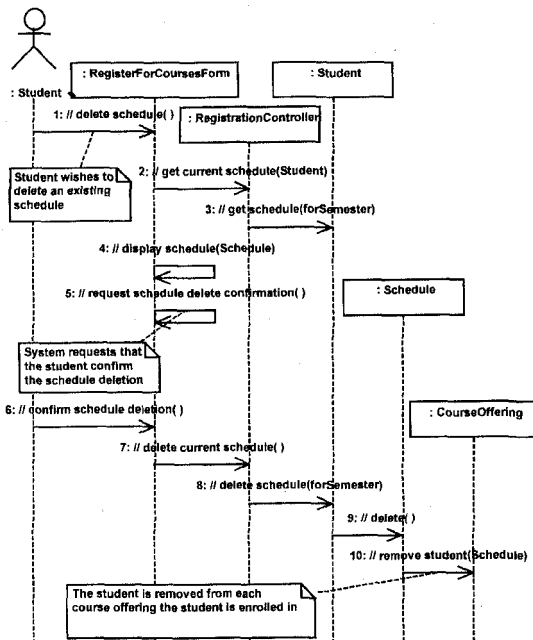 : RegisterForCoursesForm
: Student
: Student
1: // delete schedule( )
: RegistrationController
Student wishes to
delete an existing
schedule
2: // get current schedule(Student)
3: // get schedule(forSemester)
4: // display schedule(Schedule)
5: // request schedule delete confirmation( )
: Schedule
System requests that
the student confirm
the schedule deletion
6: // confirm schedule deletion( )
: CourseOffering
7: // delete current schedule( )
8: // delete schedule(forSemester)
9: // delete( )
10: // remove student(Schedule)
The student is removed from each
course offering the student is enrolled in